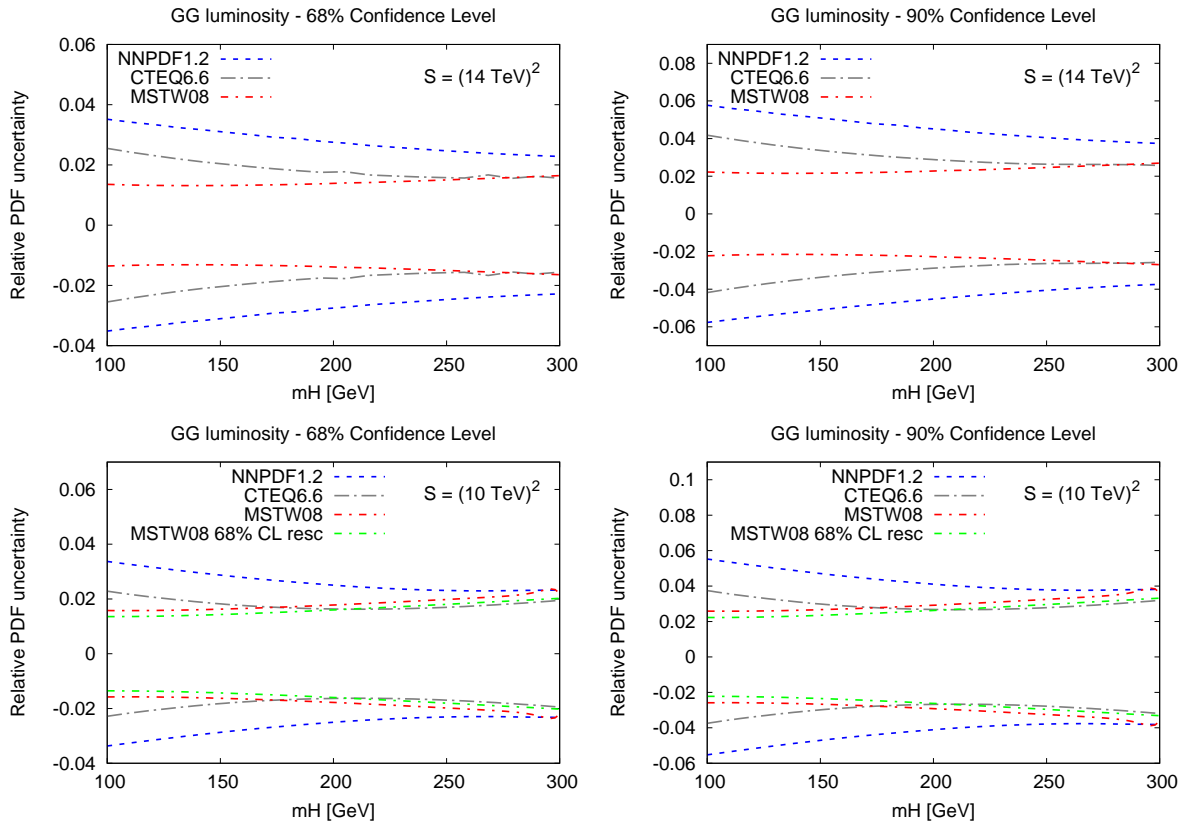 GG luminosity - 68% Confidence Level
Relative PDF uncertainty
0.06
0.04
0.02
0
-0.02
-0.04
NNPDF1.2
CTEQ6.6
MSTW08
S = (14 TeV)^2
100 150 200 250 300
mH [GeV]
GG luminosity - 90% Confidence Level
Relative PDF uncertainty
0.08
0.06
0.04
0.02
0
-0.02
-0.04
-0.06
NNPDF1.2
CTEQ6.6
MSTW08
S = (14 TeV)^2
100 150 200 250 300
mH [GeV]
GG luminosity - 68% Confidence Level
Relative PDF uncertainty
0.06
0.04
0.02
0
-0.02
-0.04
NNPDF1.2
CTEQ6.6
MSTW08
MSTW08 68% CL resc
S = (10 TeV)^2
100 150 200 250 300
mH [GeV]
GG luminosity - 90% Confidence Level
Relative PDF uncertainty
0.1
0.08
0.06
0.04
0.02
0
-0.02
-0.04
-0.06
NNPDF1.2
CTEQ6.6
MSTW08
MSTW08 68% CL resc
S = (10 TeV)^2
100 150 200 250 300
mH [GeV]